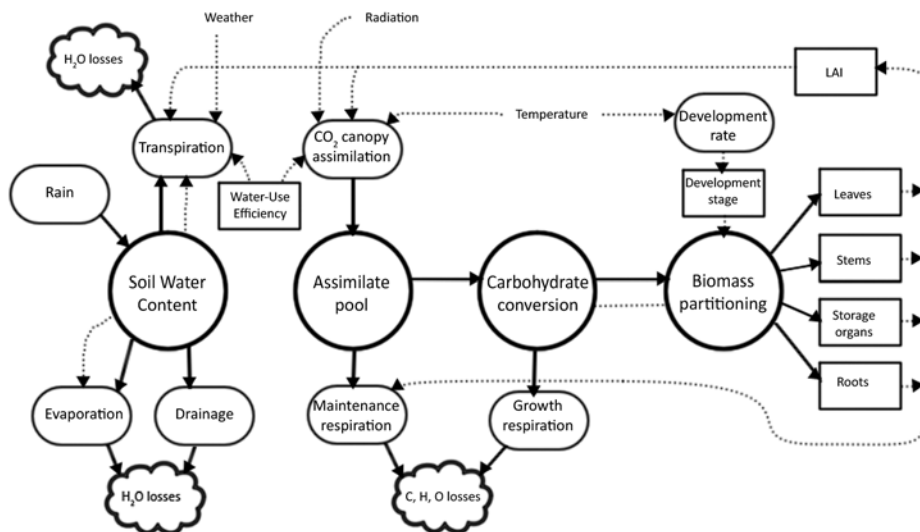 Weather
Radiation
H₂O losses
LAI
Temperature
Development
rate
Transpiration
CO₂ canopy
assimilation
Rain
Water-Use
Efficiency
Development
stage
Leaves
Soil Water
Content
Assimilate
pool
Carbohydrate
conversion
Biomass
partitioning
Stems
Storage
organs
Roots
Evaporation
Drainage
Maintenance
respiration
Growth
respiration
H₂O losses
C, H, O losses